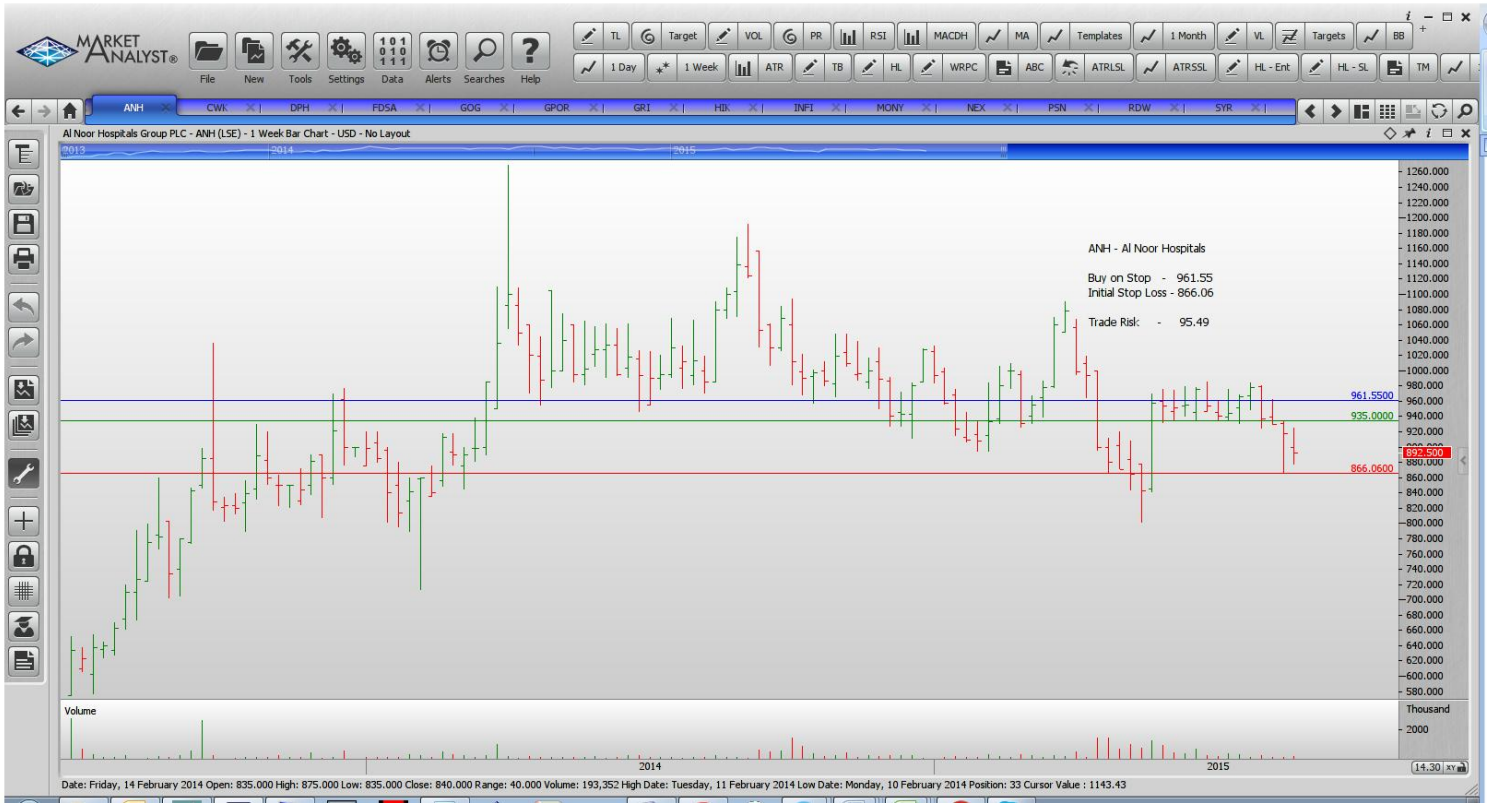 MARKET ANALYST®
File New Tools Settings Data Alerts Searches Help
TL Target VOL PR RSI MACDH MA Templates 1 Month VL Targets BB
1 Day 1 Week ATR TB HL WRPC ABC ATRLSL ATRSSL HL - Ent HL - SL TM
ANH CWK DPH FDSA GOG GPOR GRI HIK INFI MONY NEX PSN RDW SYR
Al Noor Hospitals Group PLC - ANH (LSE) - 1 Week Bar Chart - USD - No Layout
2013 2014 2015
1260.000
1240.000
1220.000
1200.000
1180.000
ANH - Al Noor Hospitals
1160.000
1140.000
1120.000
Buy on Stop - 961.55
Initial Stop Loss - 866.06
1100.000
1080.000
Trade Risk - 95.49
1060.000
1040.000
1020.000
1000.000
980.000
961.5500
960.000
940.000
935.0000
920.000
892.500
880.000
866.0600
860.000
840.000
820.000
800.000
780.000
760.000
740.000
720.000
700.000
680.000
660.000
640.000
620.000
600.000
580.000
Volume
Thousand
2000
2014 2015
14.30 XY
Date: Friday, 14 February 2014 Open: 835.000 High: 875.000 Low: 835.000 Close: 840.000 Range: 40.000 Volume: 193,352 High Date: Tuesday, 11 February 2014 Low Date: Monday, 10 February 2014 Position: 33 Cursor Value : 1143.43